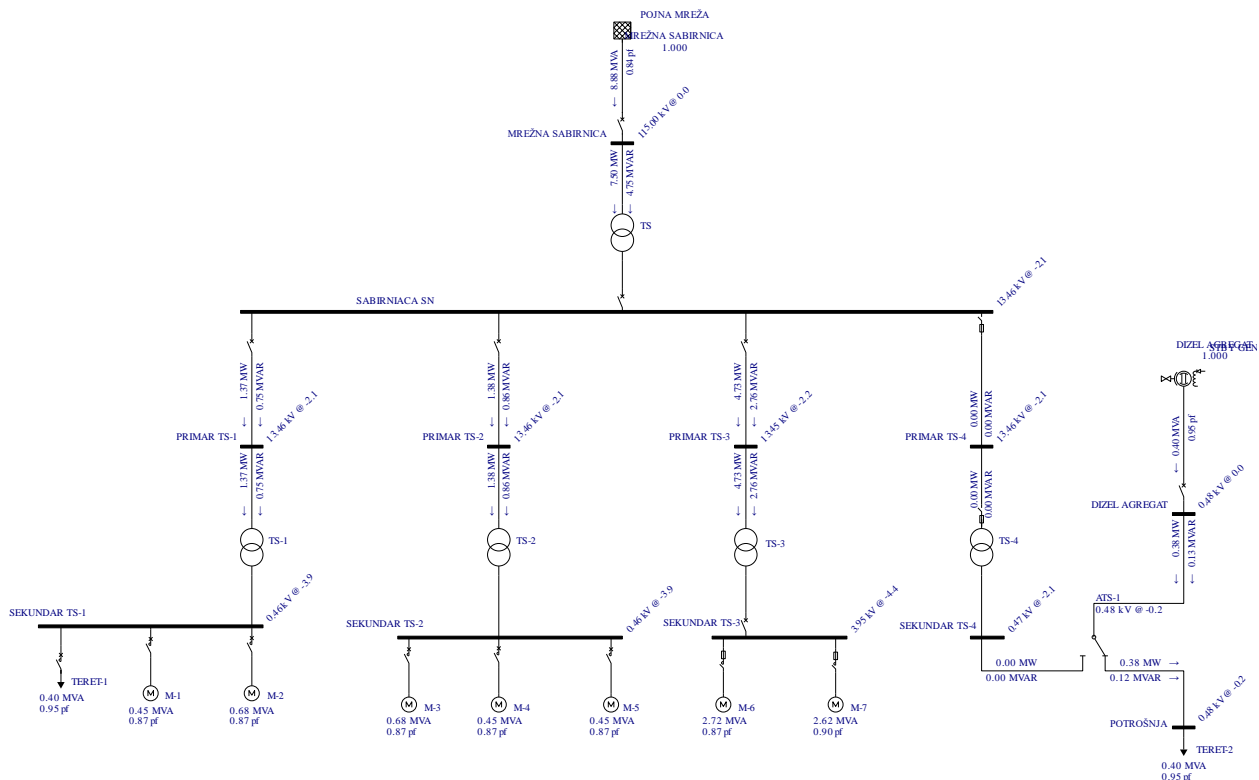 POJNA MREŽA
MREŽNA SABIRNICA
1.000
8.88 MVA
0.84 pf
115.00 kV @ 0.0
MREŽNA SABIRNICA
7.50 MW
4.75 MVAR
TS
SABIRNIACA SN
13.46 kV @ -2.1
1.37 MW
0.75 MVAR
1.38 MW
0.86 MVAR
4.73 MW
2.76 MVAR
0.00 MW
0.00 MVAR
PRIMAR TS-1
13.46 kV @ -2.1
PRIMAR TS-2
13.46 kV @ -2.1
PRIMAR TS-3
13.45 kV @ -2.2
PRIMAR TS-4
13.46 kV @ -2.1
1.37 MW
0.75 MVAR
1.38 MW
0.86 MVAR
4.73 MW
2.76 MVAR
0.00 MW
0.00 MVAR
TS-1
TS-2
TS-3
TS-4
DIZEL AGREGAT
STBY GEN
1.000
0.40 MVA
0.95 pf
DIZEL AGREGAT
0.48 kV @ 0.0
0.38 MW
0.13 MVAR
ATS-1
0.48 kV @ -0.2
SEKUNDAR TS-1
0.46 kV @ -3.9
SEKUNDAR TS-2
0.46 kV @ -3.9
SEKUNDAR TS-3
3.95 kV @ -4.4
SEKUNDAR TS-4
0.47 kV @ -2.1
0.00 MW
0.00 MVAR
0.38 MW
0.12 MVAR
TERET-1
0.40 MVA
0.95 pf
M
M-1
0.45 MVA
0.87 pf
M
M-2
0.68 MVA
0.87 pf
M
M-3
0.68 MVA
0.87 pf
M
M-4
0.45 MVA
0.87 pf
M
M-5
0.45 MVA
0.87 pf
M
M-6
2.72 MVA
0.87 pf
M
M-7
2.62 MVA
0.90 pf
POTROŠNJA
0.48 kV @ -0.2
TERET-2
0.40 MVA
0.95 pf